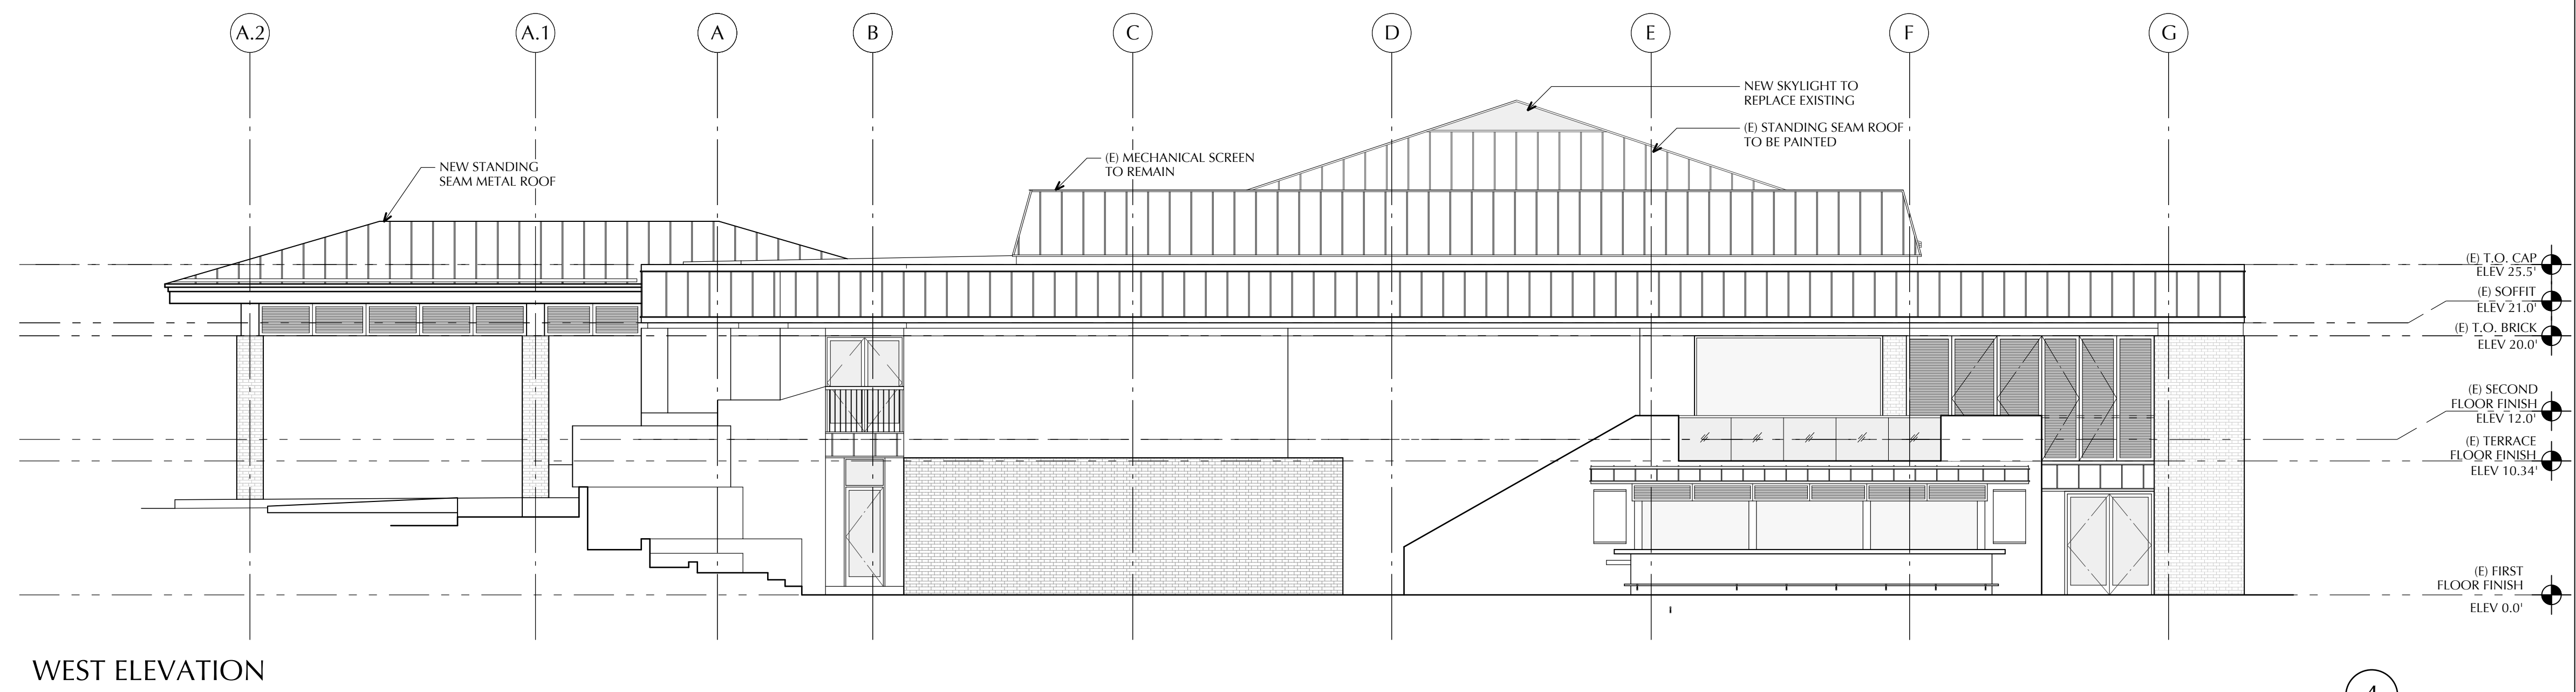 A.2
A.1
A
B
C
D
E
F
G
NEW SKYLIGHT TO
REPLACE EXISTING
(E) STANDING SEAM ROOF
TO BE PAINTED
(E) MECHANICAL SCREEN
TO REMAIN
NEW STANDING
SEAM METAL ROOF
(E) T.O. CAP
ELEV 25.5'
(E) SOFFIT
ELEV 21.0'
(E) T.O. BRICK
ELEV 20.0'
(E) SECOND
FLOOR FINISH
ELEV 12.0'
(E) TERRACE
FLOOR FINISH
ELEV 10.34'
(E) FIRST
FLOOR FINISH
ELEV 0.0'
WEST ELEVATION